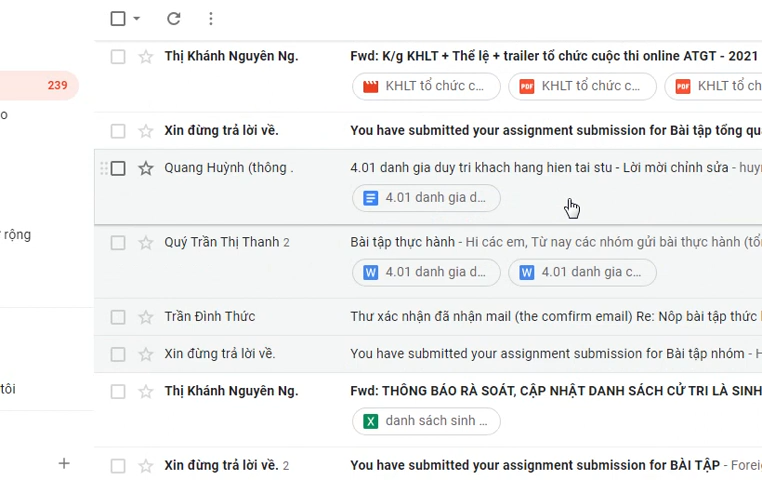 Thị Khánh Nguyên Ng. Fwd: K/g KHLT + Thể lệ + trailer tổ chức cuộc thi online ATGT - 2021
239
KHLT tổ chức c... PDF KHLT tổ chức c... PDF KHLT tổ ch
o
Xin đừng trả lời về. You have submitted your assignment submission for Bài tập tổng qu
Quang Huỳnh (thông . 4.01 danh gia duy tri khach hang hien tai stu - Lời mời chỉnh sửa - huy
4.01 danh gia d...
rộng
Quý Trần Thị Thanh 2 Bài tập thực hành - Hi các em, Từ nay các nhóm gửi bài thực hành (tổ
W 4.01 danh gia d... W 4.01 danh gia c...
Trần Đình Thức Thư xác nhận đã nhận mail (the comfirm email) Re: Nôp bài tập thức
Xin đừng trả lời về. You have submitted your assignment submission for Bài tập nhóm - H
tôi
Thị Khánh Nguyên Ng. Fwd: THÔNG BÁO RÀ SOÁT, CẬP NHẬT DANH SÁCH CỬ TRI LÀ SINH
X danh sách sinh ...
Xin đừng trả lời về. 2 You have submitted your assignment submission for BÀI TẬP - Forei